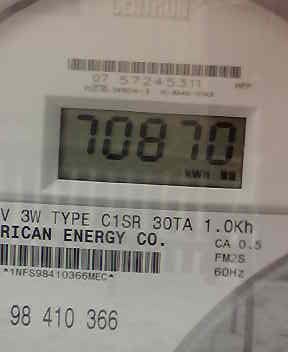 CENTRON
07 57245311
70870
kWh
V 3W TYPE C1SR 30TA 1.0Kh
RICAN ENERGY CO.
CA 0.5
FM2S
*1NFS98410366MEC*
60Hz
98 410 366